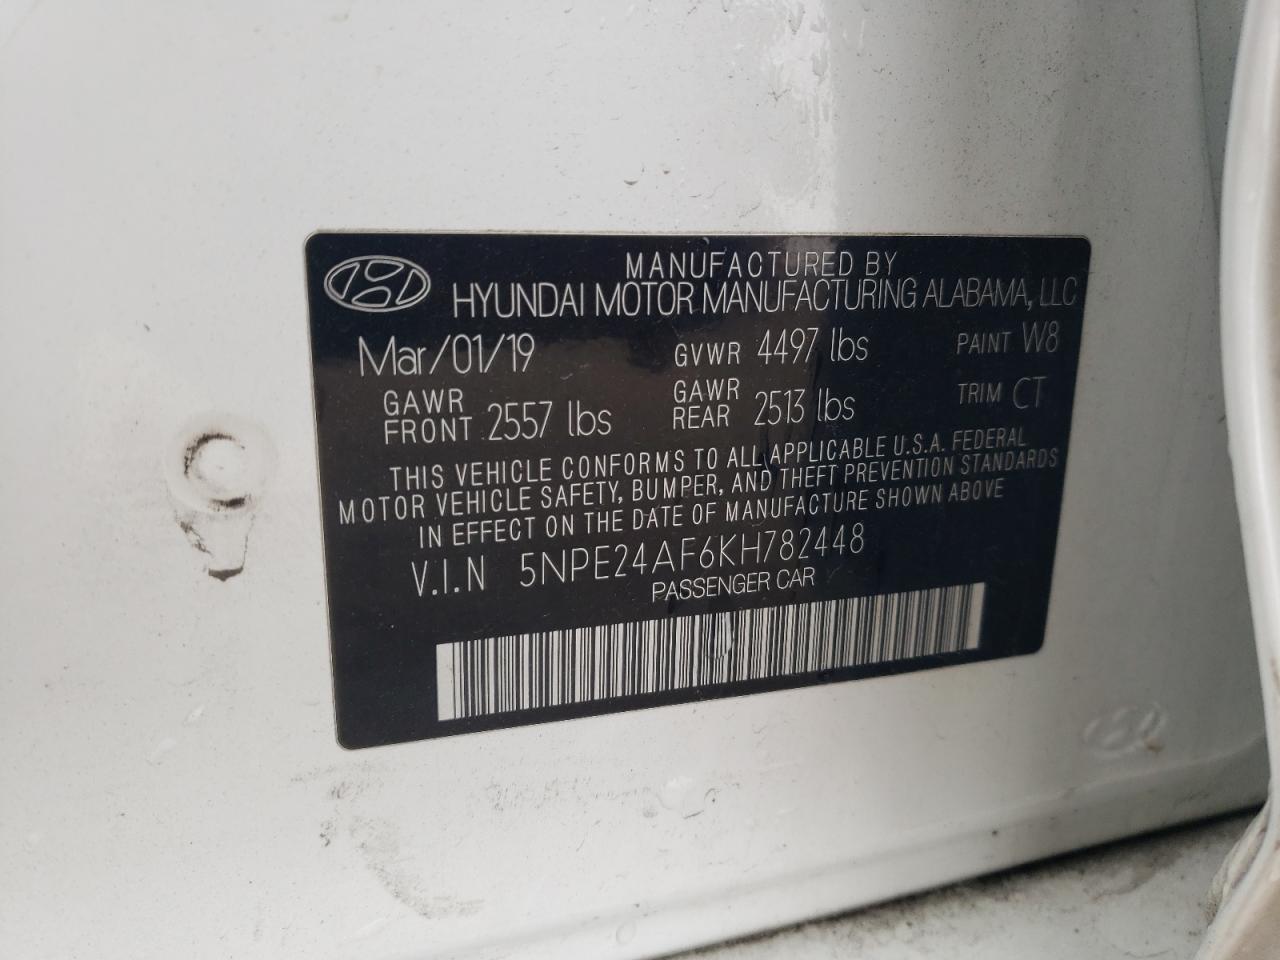 MANUFACTURED BY
HYUNDAI MOTOR MANUFACTURING ALABAMA, LLC
Mar/01/19 GVWR 4497 lbs PAINT W8
GAWR FRONT 2557 lbs GAWR REAR 2513 lbs TRIM CT
THIS VEHICLE CONFORMS TO ALL APPLICABLE U.S.A. FEDERAL
MOTOR VEHICLE SAFETY, BUMPER, AND THEFT PREVENTION STANDARDS
IN EFFECT ON THE DATE OF MANUFACTURE SHOWN ABOVE
V.I.N 5NPE24AF6KH782448
PASSENGER CAR